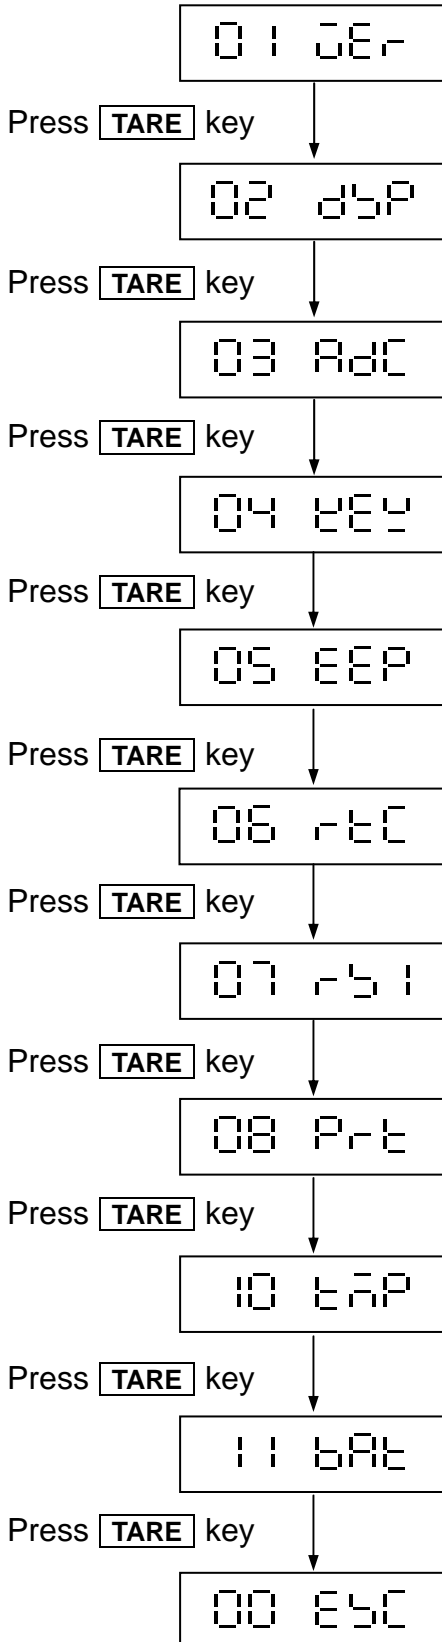 01 VEr
Press TARE key
02 dSP
Press TARE key
03 AdC
Press TARE key
04 KEY
Press TARE key
05 EEP
Press TARE key
06 rtC
Press TARE key
07 rS1
Press TARE key
08 Prt
Press TARE key
10 tmP
Press TARE key
11 bAt
Press TARE key
00 ESC